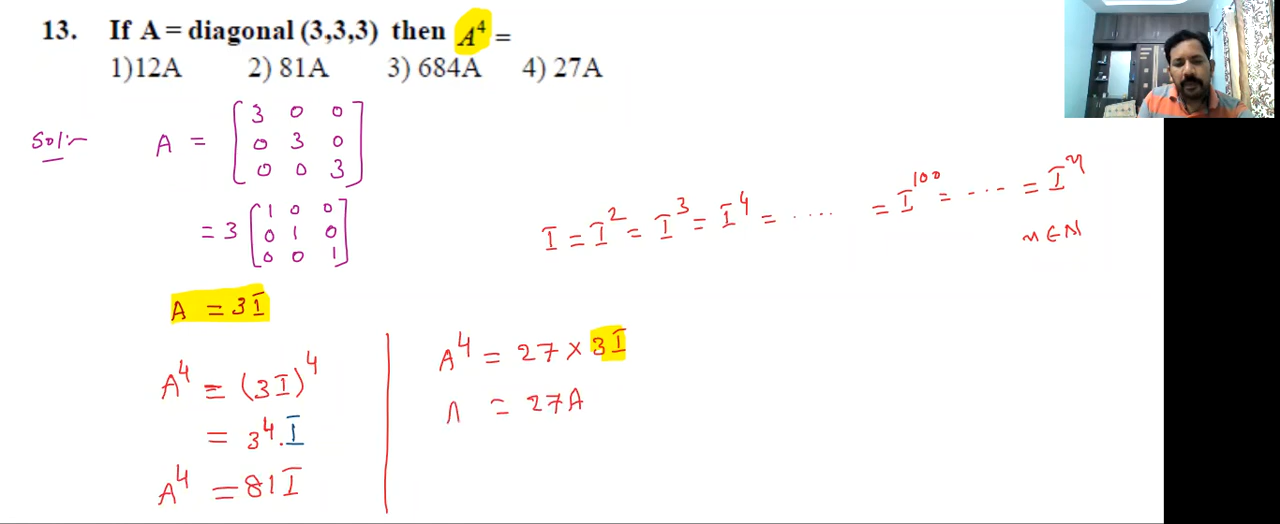 13. If A = diagonal (3,3,3) then A⁴ =
1)12A 2) 81A 3) 684A 4) 27A
Sol:-
A = [3 0 0
0 3 0
0 0 3]
= 3 [1 0 0
0 1 0
0 0 1]
A = 3I
A⁴ = (3I)⁴
= 3⁴.I
A⁴ = 81I
A⁴ = 27 × 3I
A = 27A
I = I² = I³ = I⁴ = ..... = I¹⁰⁰ = ---- = Iⁿ
n ∈ N